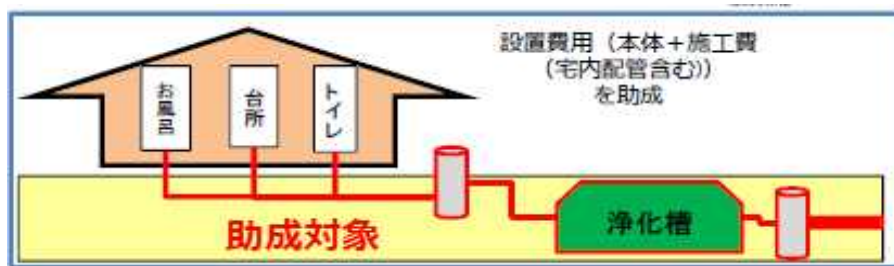 設置費用（本体＋施工費
（宅内配管含む））
を助成
お風呂
台所
トイレ
助成対象
浄化槽